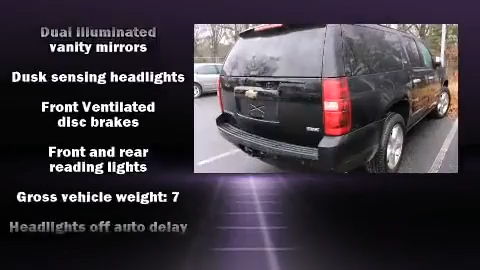 Dual illuminated
vanity mirrors
Dusk sensing headlights
Front Ventilated
disc brakes
Front and rear
reading lights
Gross vehicle weight: 7
Headlights off auto delay